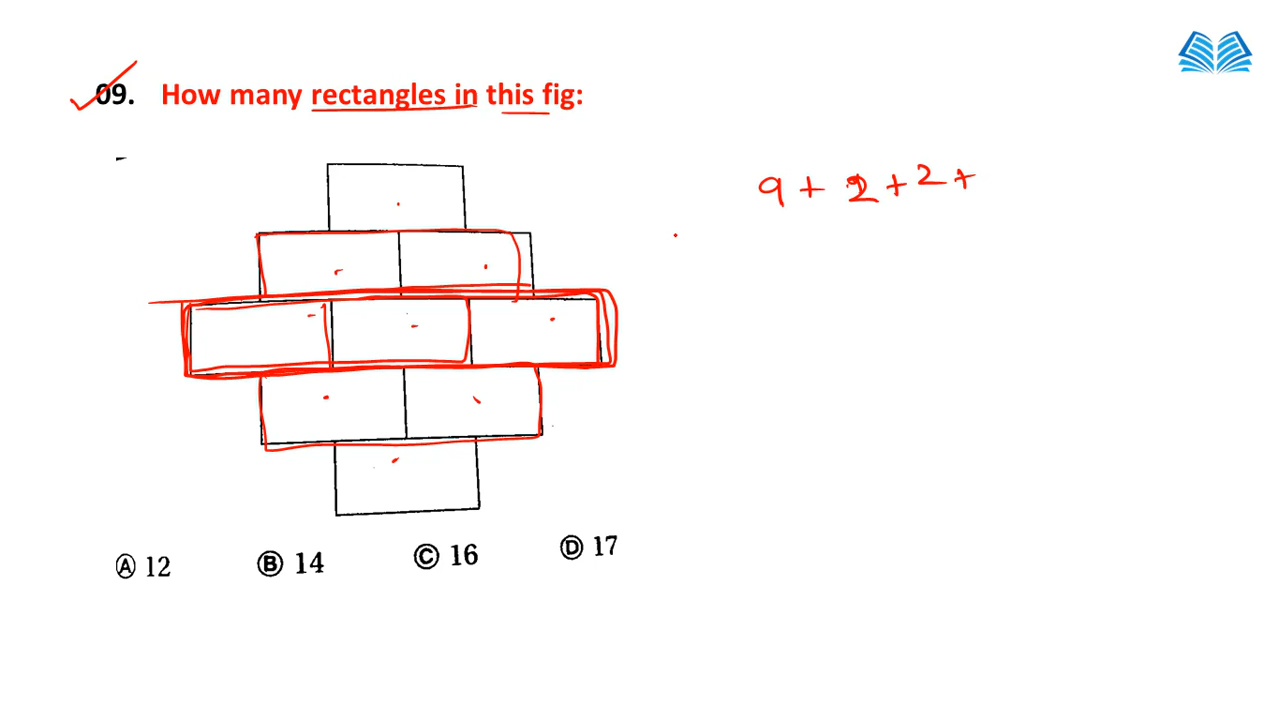 09. How many rectangles in this fig:
9 + 2 + 2 +
Ⓐ 12 Ⓑ 14 Ⓒ 16 Ⓓ 17